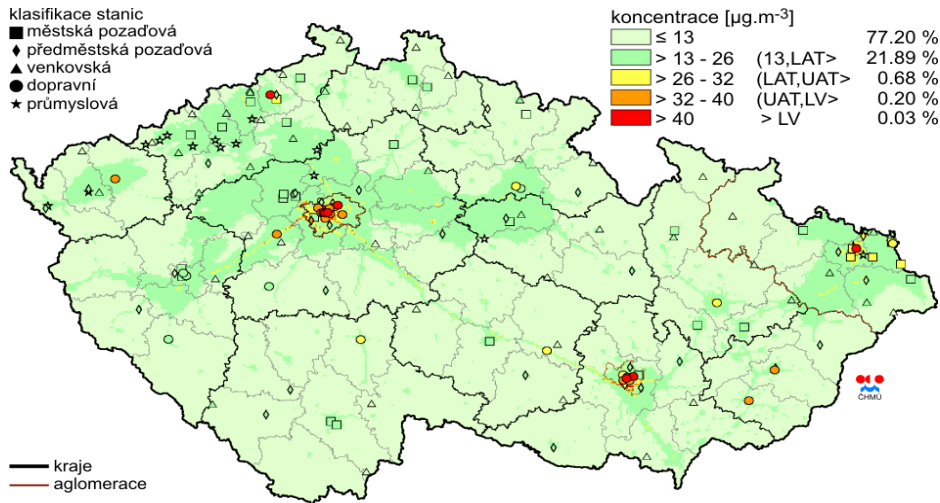 klasifikace stanic
městská pozaďová
předměstská pozaďová
venkovská
dopravní
průmyslová
koncentrace [µg.m⁻³]
≤ 13 77.20 %
> 13 - 26 (13,LAT> 21.89 %
> 26 - 32 (LAT,UAT> 0.68 %
> 32 - 40 (UAT,LV> 0.20 %
> 40 > LV 0.03 %
ČHMÚ
kraje
aglomerace